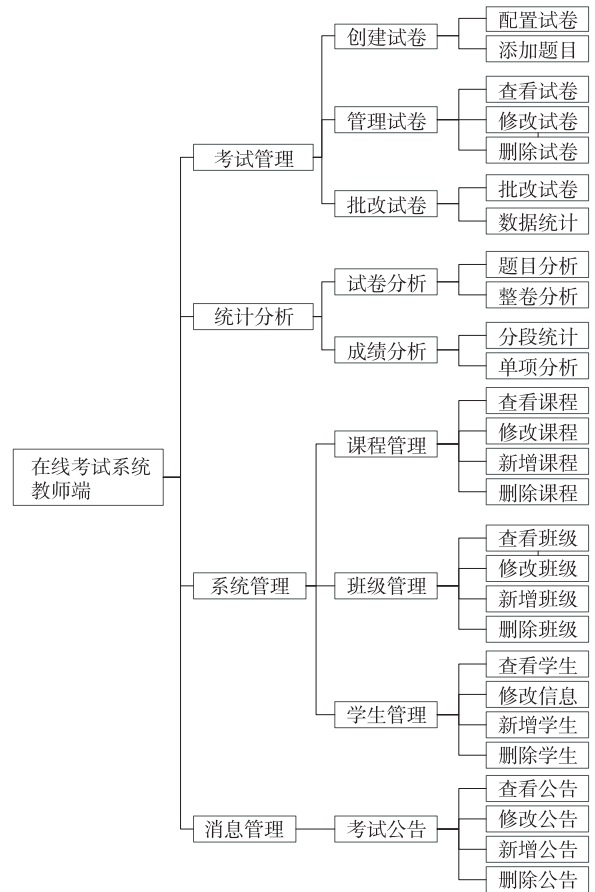 在线考试系统
教师端
考试管理
创建试卷
配置试卷
添加题目
管理试卷
查看试卷
修改试卷
删除试卷
批改试卷
批改试卷
数据统计
统计分析
试卷分析
题目分析
整卷分析
成绩分析
分段统计
单项分析
系统管理
课程管理
查看课程
修改课程
新增课程
删除课程
班级管理
查看班级
修改班级
新增班级
删除班级
学生管理
查看学生
修改信息
新增学生
删除学生
消息管理
考试公告
查看公告
修改公告
新增公告
删除公告